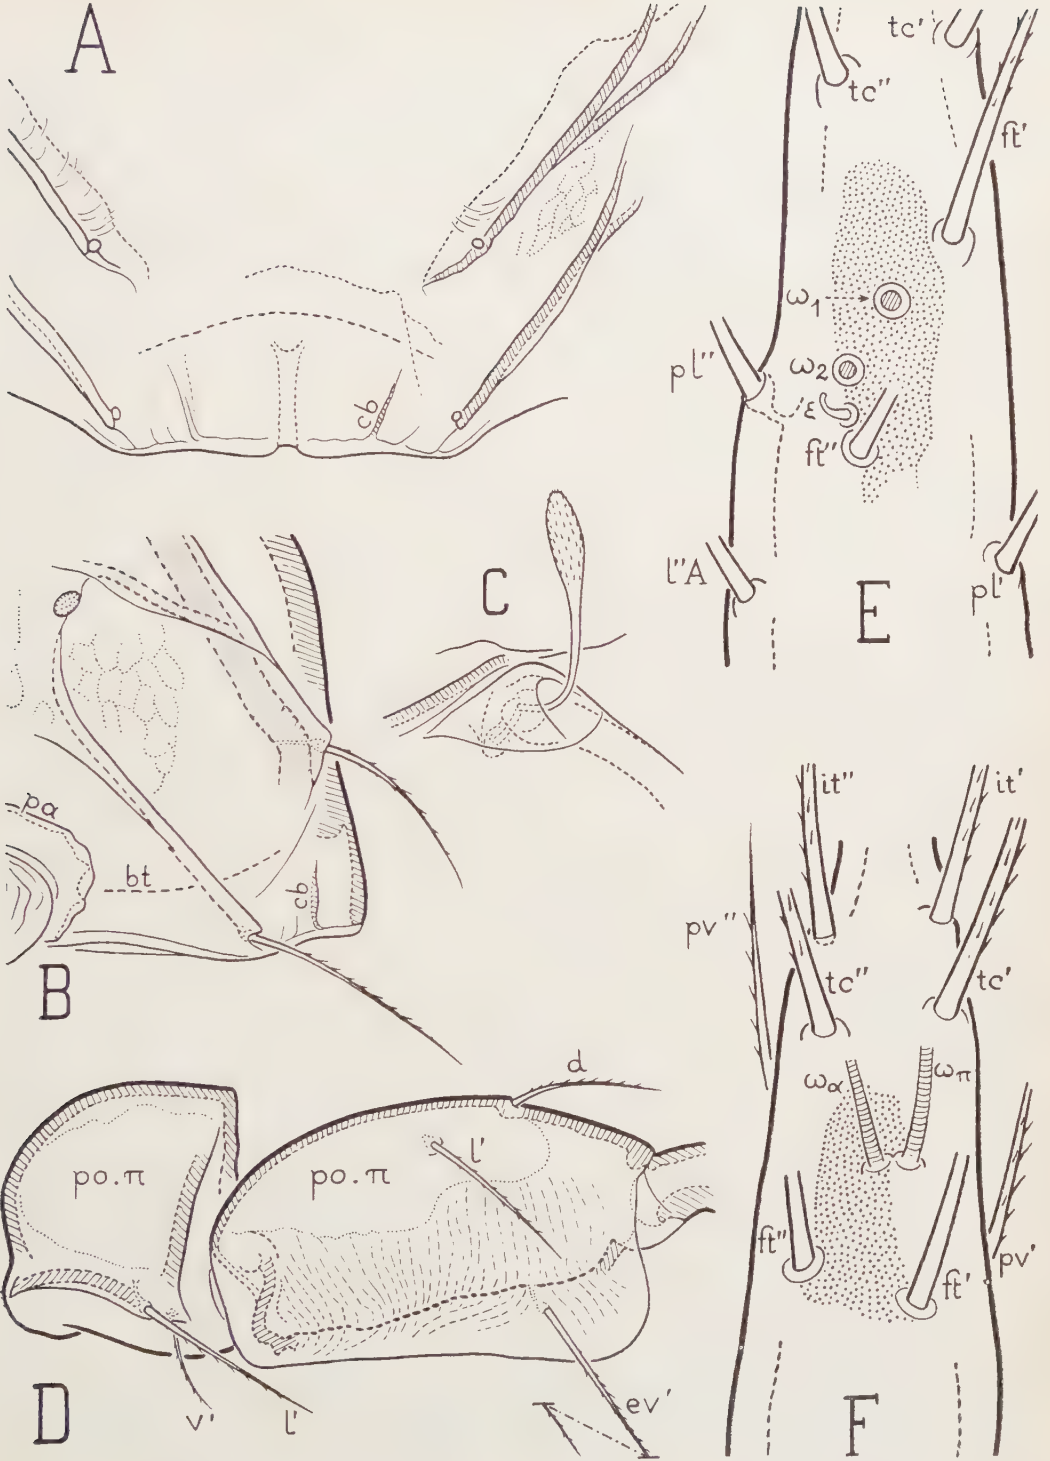 A
tc''
tc'
ft'
ω1
pl''
ω2
ε
ft''
l''A
pl'
E
cb
C
pα
bt
cb
B
it''
it'
pv''
tc''
tc'
ωα
ωπ
ft''
ft'
pv'
F
d
l'
po.π
po.π
v'
l'
ev'
D